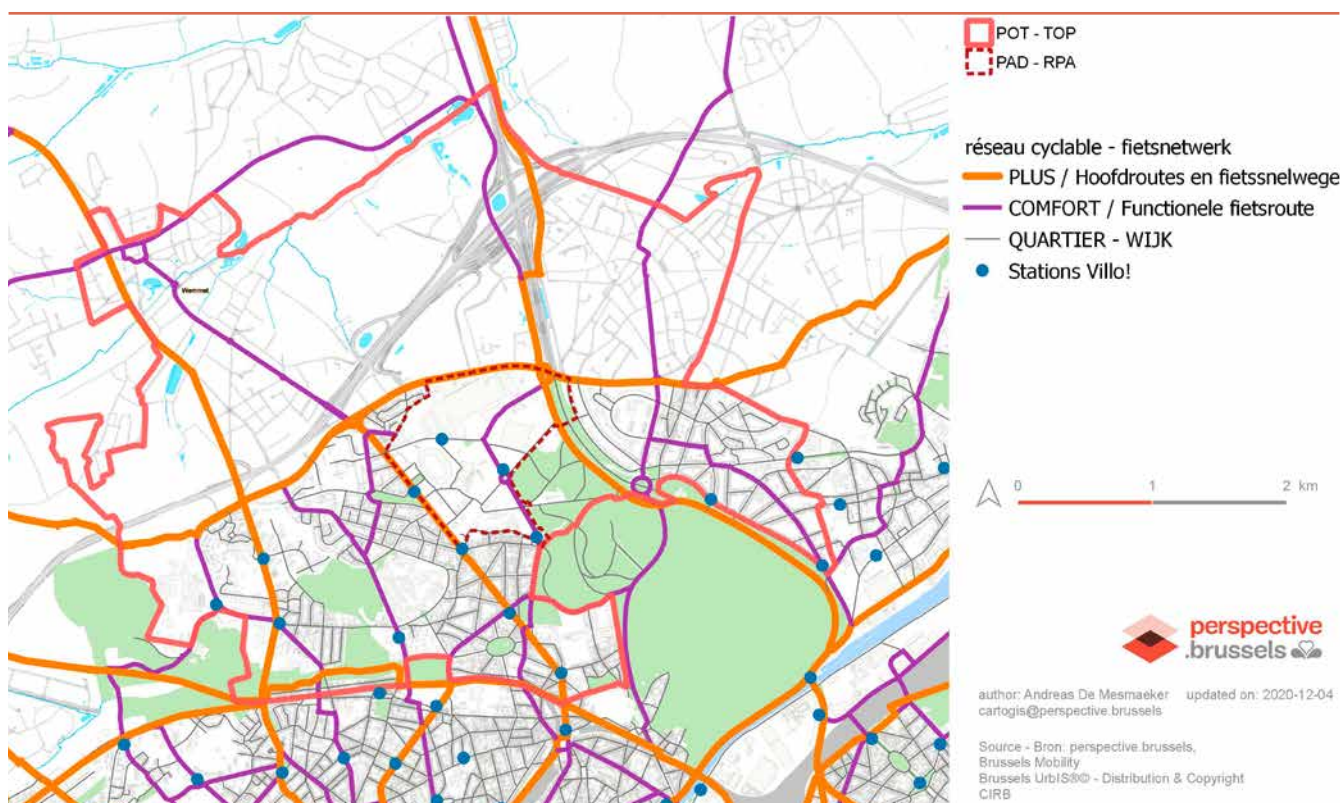 POT - TOP
PAD - RPA
réseau cyclable - fietsnetwerk
PLUS / Hoofdroutes en fietssnelwege
COMFORT / Functionele fietsroute
QUARTIER - WIJK
Stations Villo!
Wemmel
0 1 2 km
perspective
.brussels
author: Andreas De Mesmaeker updated on: 2020-12-04
cartogis@perspective.brussels
Source - Bron: perspective.brussels,
Brussels Mobility
Brussels UrbIS®© - Distribution & Copyright
CIRB